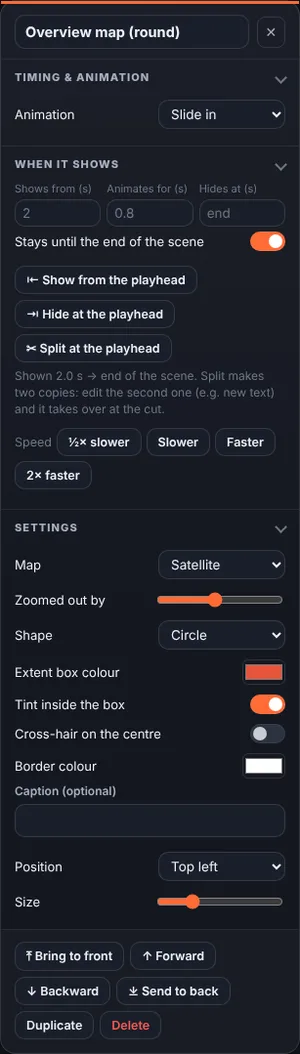 Overview map (round) ×
TIMING & ANIMATION
Animation Slide in
WHEN IT SHOWS
Shows from (s) Animates for (s) Hides at (s)
2 0.8 end
Stays until the end of the scene
⇤ Show from the playhead
⇥ Hide at the playhead
✂ Split at the playhead
Shown 2.0 s → end of the scene. Split makes
two copies: edit the second one (e.g. new text)
and it takes over at the cut.
Speed ½× slower Slower Faster
2× faster
SETTINGS
Map Satellite
Zoomed out by
Shape Circle
Extent box colour
Tint inside the box
Cross-hair on the centre
Border colour
Caption (optional)
Position Top left
Size
⤒ Bring to front ↑ Forward
↓ Backward ⤓ Send to back
Duplicate Delete